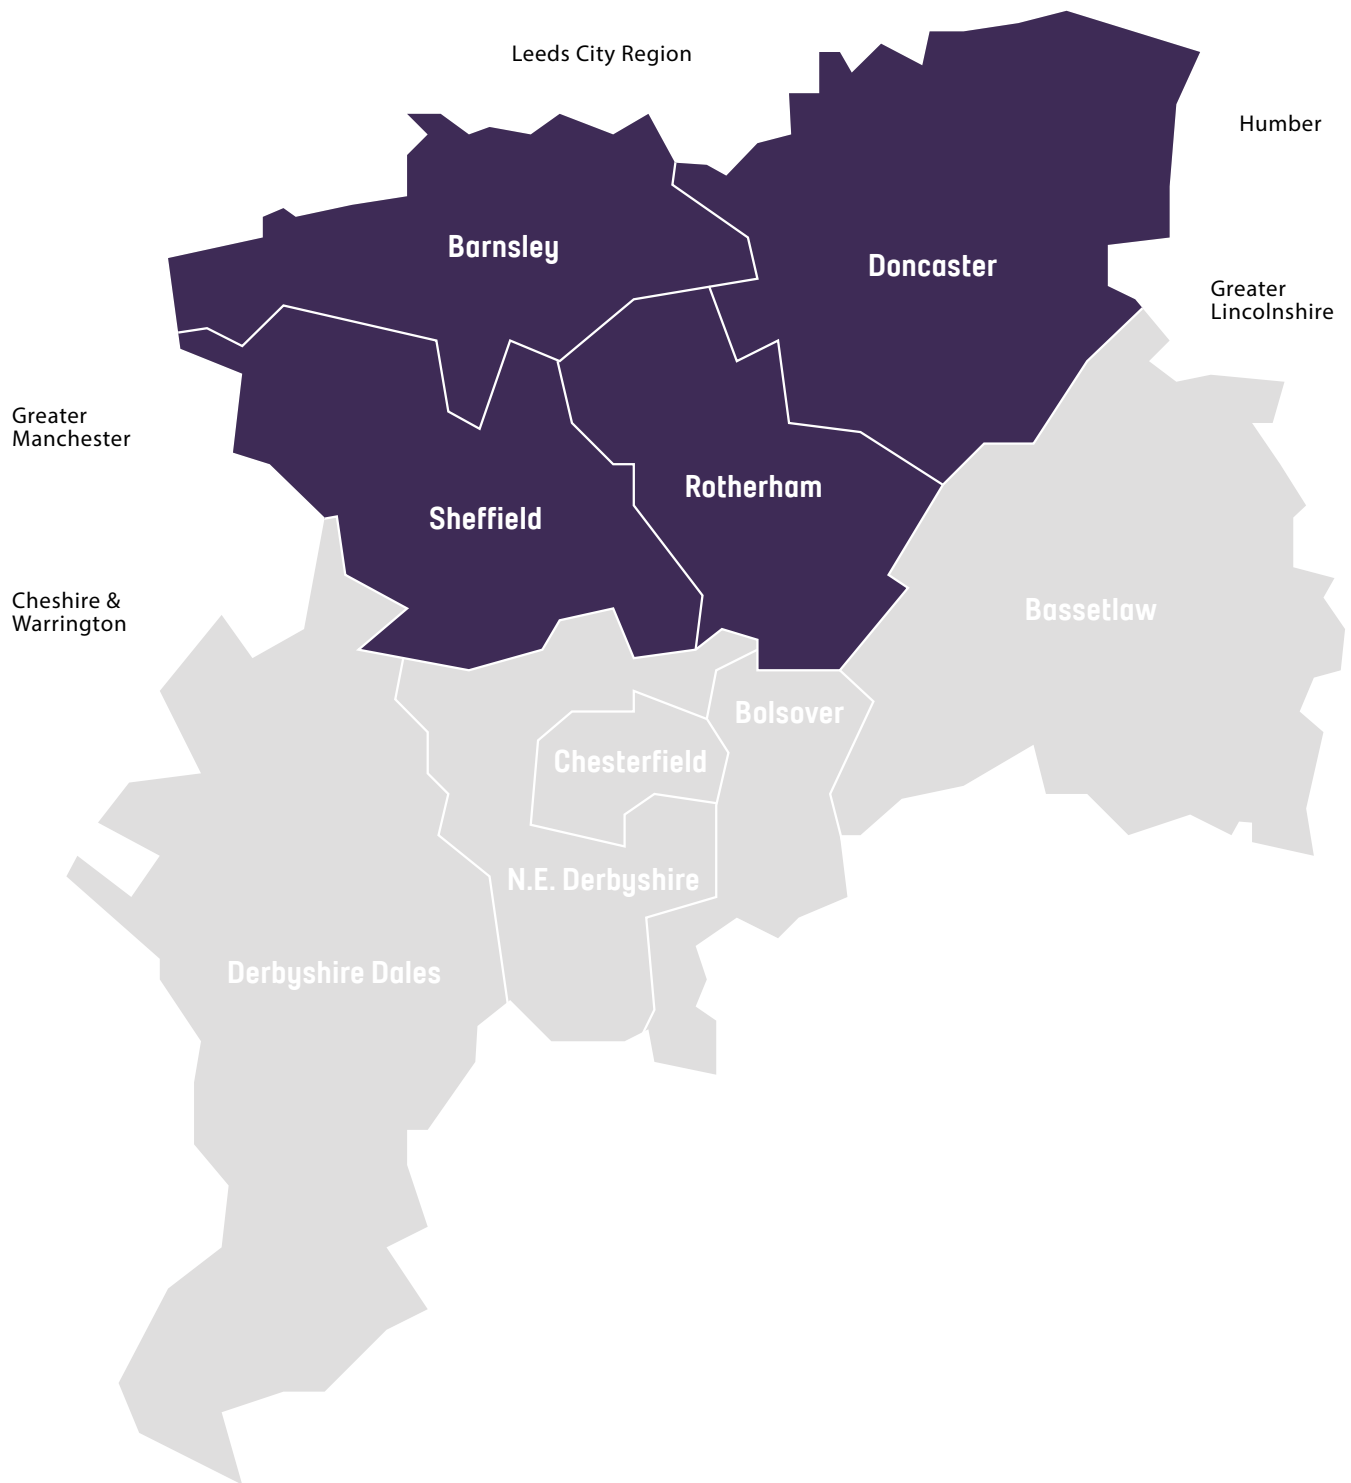 Leeds City Region
Humber
Barnsley
Doncaster
Greater
Lincolnshire
Greater
Manchester
Rotherham
Sheffield
Cheshire &
Warrington
Bassetlaw
Bolsover
Chesterfield
N.E. Derbyshire
Derbyshire Dales